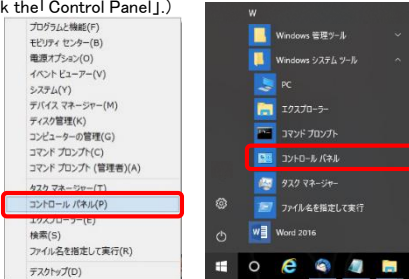 k the「Control Panel」.)
プログラムと機能(F)
モビリティ センター(B)
電源オプション(O)
イベント ビューアー(V)
システム(Y)
デバイス マネージャー(M)
ディスク管理(K)
コンピューターの管理(G)
コマンド プロンプト(C)
コマンド プロンプト (管理者)(A)
タスク マネージャー(T)
コントロール パネル(P)
エクスプローラー(E)
検索(S)
ファイル名を指定して実行(R)
デスクトップ(D)
W
Windows 管理ツール
Windows システム ツール
PC
エクスプローラー
コマンド プロンプト
コントロール パネル
タスク マネージャー
ファイル名を指定して実行
Word 2016